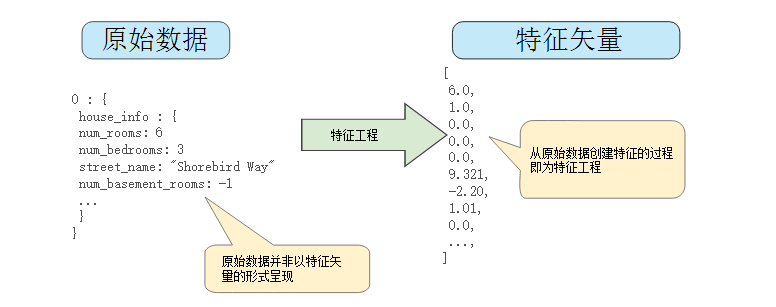 原始数据
特征矢量
0 : {
house_info : {
num_rooms: 6
num_bedrooms: 3
street_name: "Shorebird Way"
num_basement_rooms: -1
...
}
}
原始数据并非以特征矢
量的形式呈现
特征工程
[
6.0,
1.0,
0.0,
0.0,
0.0,
9.321,
-2.20,
1.01,
0.0,
...,
]
从原始数据创建特征的过程
即为特征工程